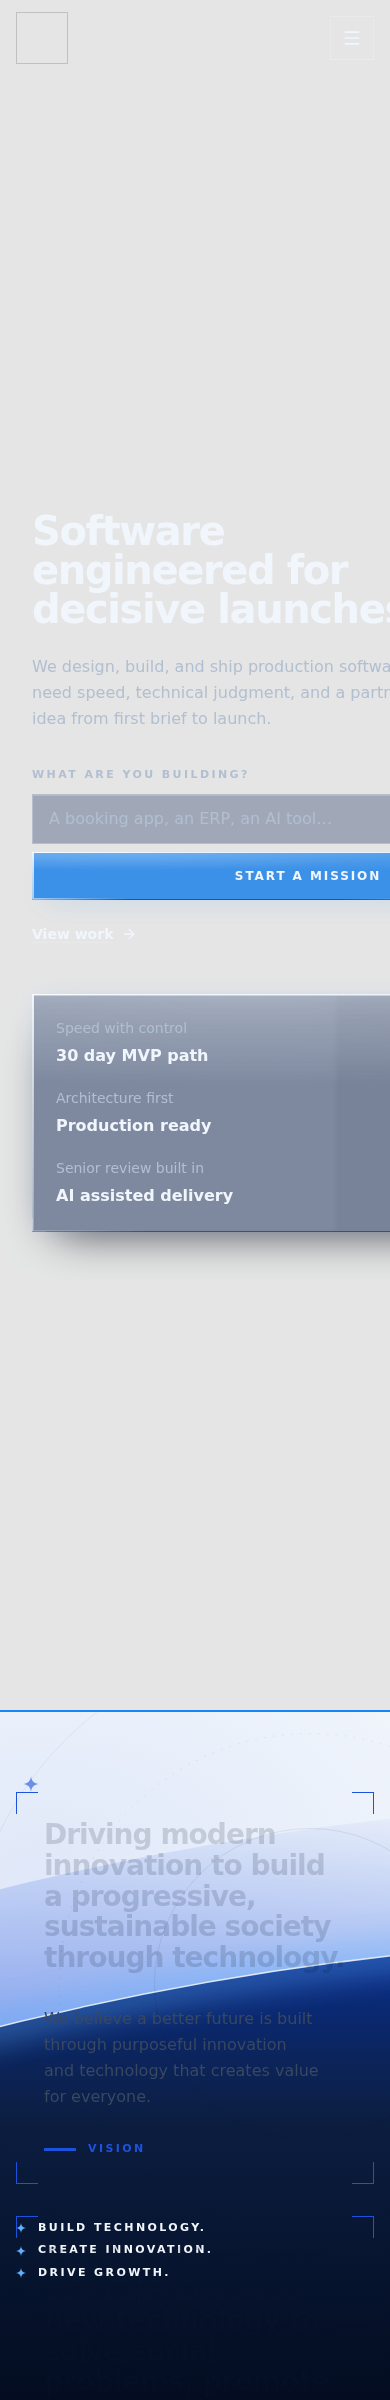 Software
engineered for
decisive launches
We design, build, and ship production softwa
need speed, technical judgment, and a partn
idea from first brief to launch.
WHAT ARE YOU BUILDING?
A booking app, an ERP, an AI tool...
START A MISSION
View work →
Speed with control
30 day MVP path
Architecture first
Production ready
Senior review built in
AI assisted delivery
Driving modern
innovation to build
a progressive,
sustainable society
through technology.
We believe a better future is built
through purposeful innovation
and technology that creates value
for everyone.
VISION
BUILD TECHNOLOGY.
CREATE INNOVATION.
DRIVE GROWTH.